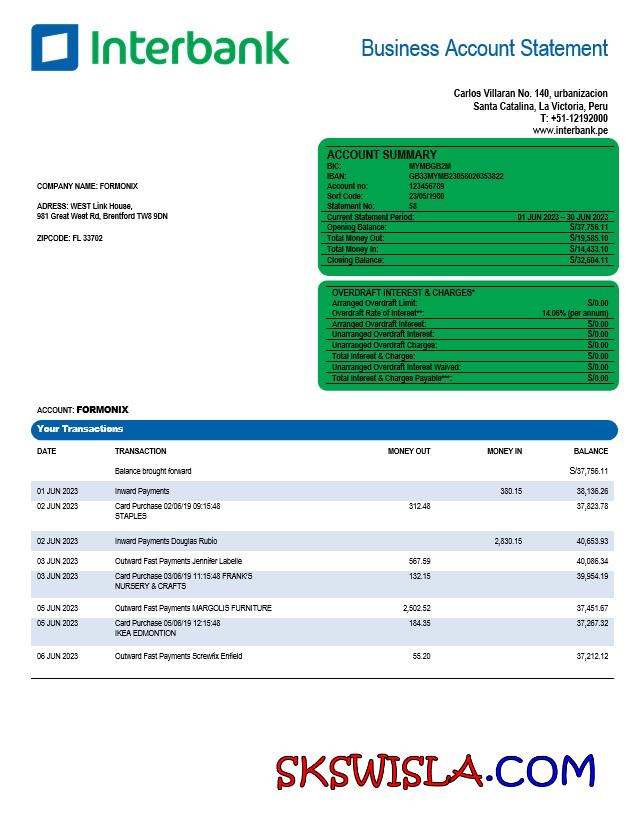 Interbank
Business Account Statement
Carlos Villaran No. 140, urbanizacion
Santa Catalina, La Victoria, Peru
T: +51-12192000
www.interbank.pe
COMPANY NAME: FORMONIX
ADRESS: WEST Link House,
981 Great West Rd, Brentford TW8 9DN
ZIPCODE: FL 33702
ACCOUNT SUMMARY
BIC: MYMBGB2M
IBAN: GB33MYMB23058020353822
Account no: 123456789
Sort Code: 23/05/1980
Statement No: 58
Current Statement Period: 01 JUN 2023 – 30 JUN 2023
Opening Balance: S/37,756.11
Total Money Out: S/19,585.10
Total Money In: S/14,433.10
Closing Balance: S/32,604.11
OVERDRAFT INTEREST & CHARGES*
Arranged Overdraft Limit: S/0.00
Overdraft Rate of Interest**: 14.06% (per annum)
Arranged Overdraft Interest: S/0.00
Unarranged Overdraft Interest: S/0.00
Unarranged Overdraft Charges: S/0.00
Total Interest & Charges: S/0.00
Unarranged Overdraft Interest Waived: S/0.00
Total Interest & Charges Payable***: S/0.00
ACCOUNT: FORMONIX
Your Transactions
DATE TRANSACTION MONEY OUT MONEY IN BALANCE
Balance brought forward S/37,756.11
01 JUN 2023 Inward Payments 380.15 38,136.26
02 JUN 2023 Card Purchase 02/06/19 09:15:48 312.48 37,823.78
STAPLES
02 JUN 2023 Inward Payments Douglas Rubio 2,830.15 40,653.93
03 JUN 2023 Outward Fast Payments Jennifer Labelle 567.59 40,086.34
03 JUN 2023 Card Purchase 03/06/19 11:15:48 FRANK'S 132.15 39,954.19
NURSERY & CRAFTS
05 JUN 2023 Outward Fast Payments MARGOLIS FURNITURE 2,502.52 37,451.67
05 JUN 2023 Card Purchase 05/06/19 12:15:48 184.35 37,267.32
IKEA EDMONTION
06 JUN 2023 Outward Fast Payments Screwfix Enfield 55.20 37,212.12
SKSWISLA.COM